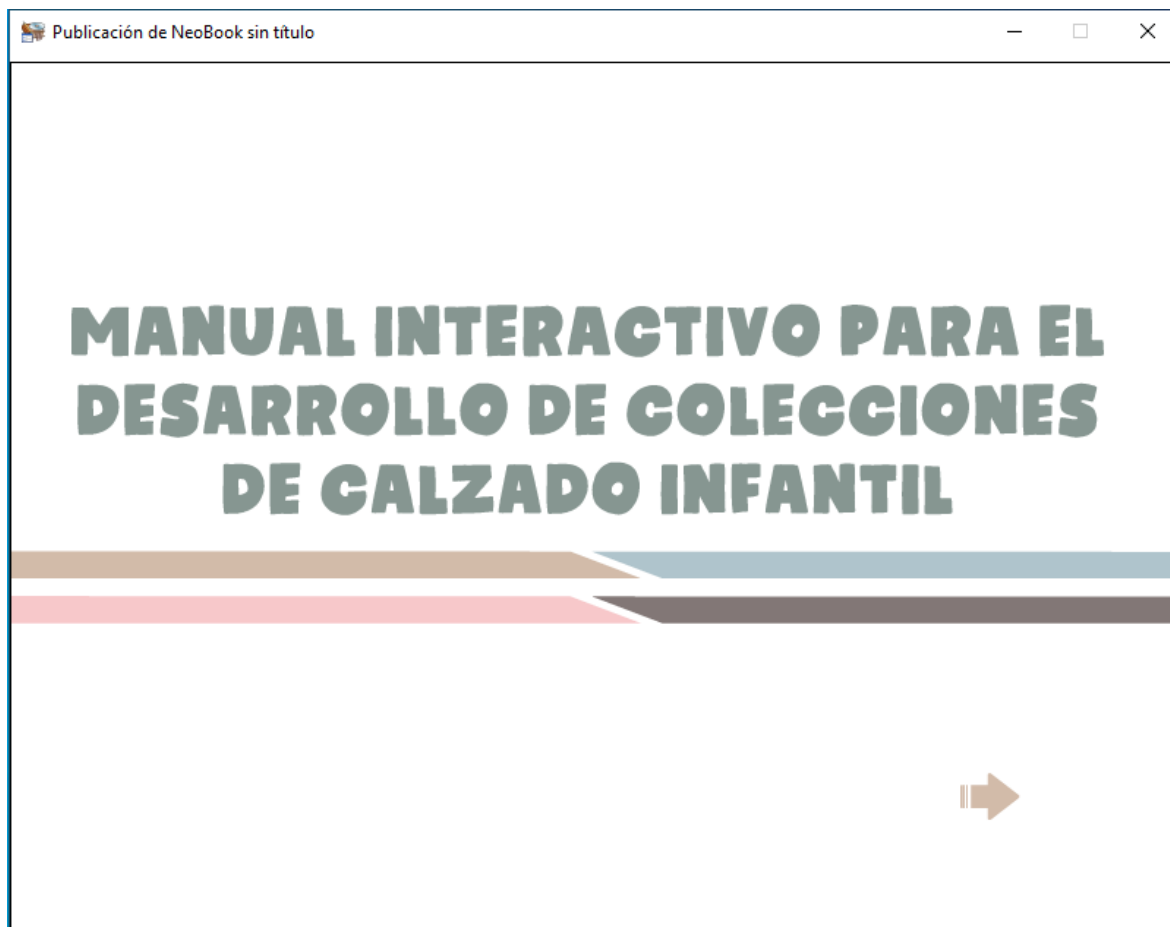 Publicación de NeoBook sin título
MANUAL INTERACTIVO PARA EL
DESARROLLO DE COLECCIONES
DE CALZADO INFANTIL